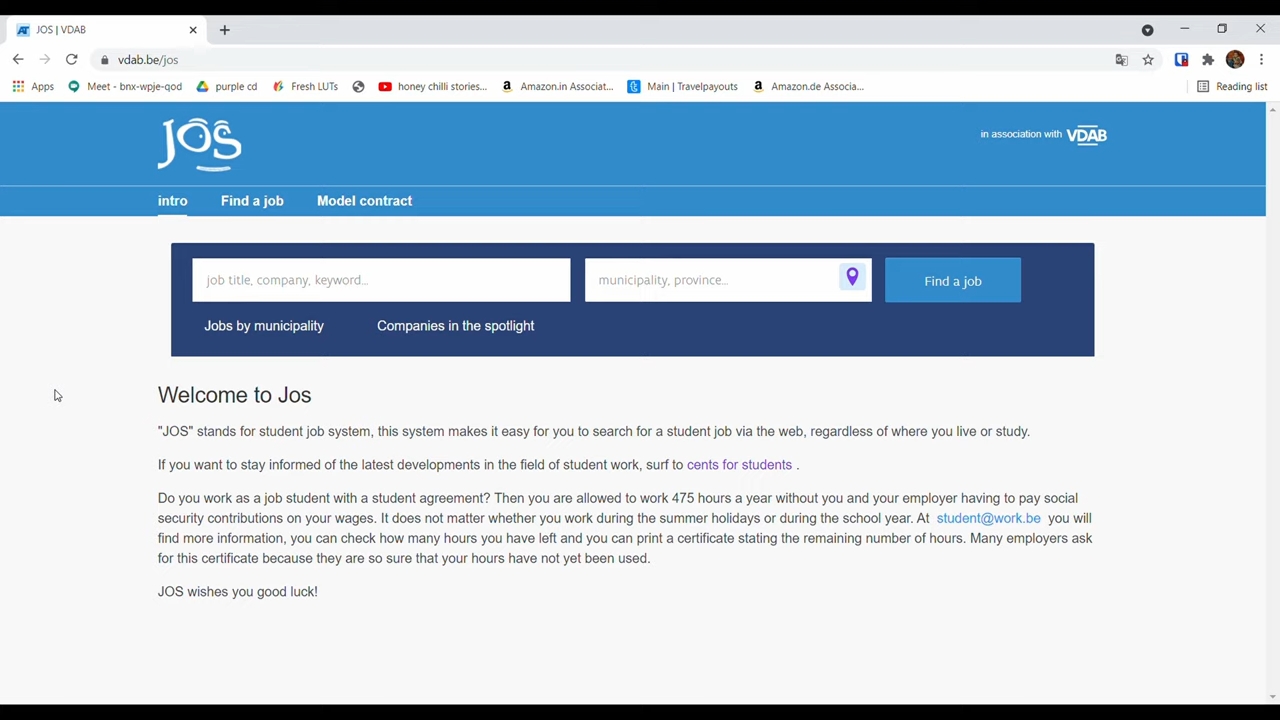 JOS | VDAB
vdab.be/jos
Apps
Meet - bnx-wpje-qod
purple cd
Fresh LUTs
honey chilli stories...
Amazon.in Associat...
Main | Travelpayouts
Amazon.de Associa...
Reading list
JOS
in association with VDAB
intro
Find a job
Model contract
job title, company, keyword...
municipality, province...
Find a job
Jobs by municipality
Companies in the spotlight
Welcome to Jos
"JOS" stands for student job system, this system makes it easy for you to search for a student job via the web, regardless of where you live or study.
If you want to stay informed of the latest developments in the field of student work, surf to cents for students .
Do you work as a job student with a student agreement? Then you are allowed to work 475 hours a year without you and your employer having to pay social
security contributions on your wages. It does not matter whether you work during the summer holidays or during the school year. At student@work.be you will
find more information, you can check how many hours you have left and you can print a certificate stating the remaining number of hours. Many employers ask
for this certificate because they are so sure that your hours have not yet been used.
JOS wishes you good luck!